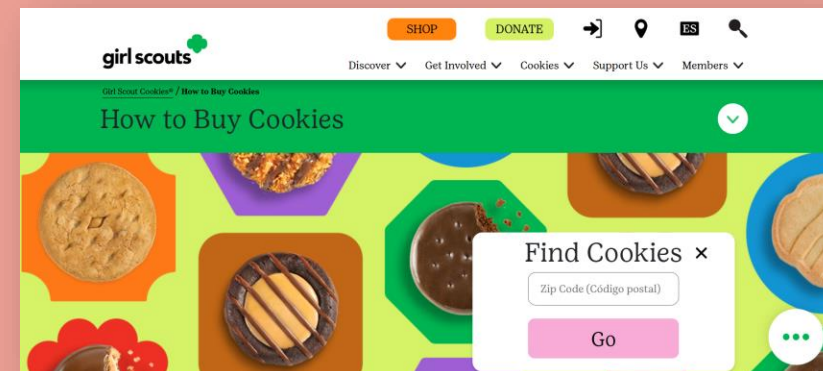 SHOP DONATE ES
girl scouts
Discover Get Involved Cookies Support Us Members
Girl Scout Cookies® / How to Buy Cookies
How to Buy Cookies
Find Cookies
Zip Code (Código postal)
Go